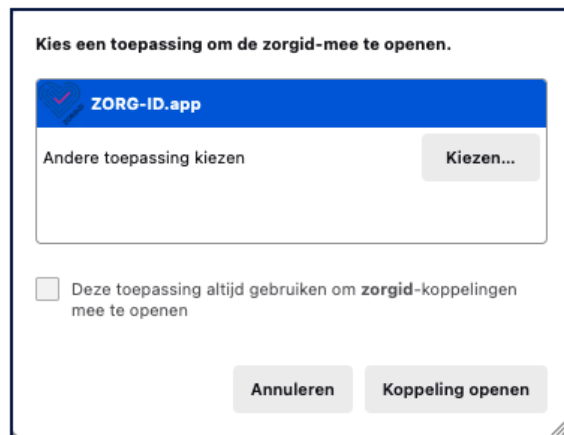 Kies een toepassing om de zorgid-mee te openen.
ZORG-ID.app
Andere toepassing kiezen
Kiezen...
Deze toepassing altijd gebruiken om zorgid-koppelingen
mee te openen
Annuleren
Koppeling openen